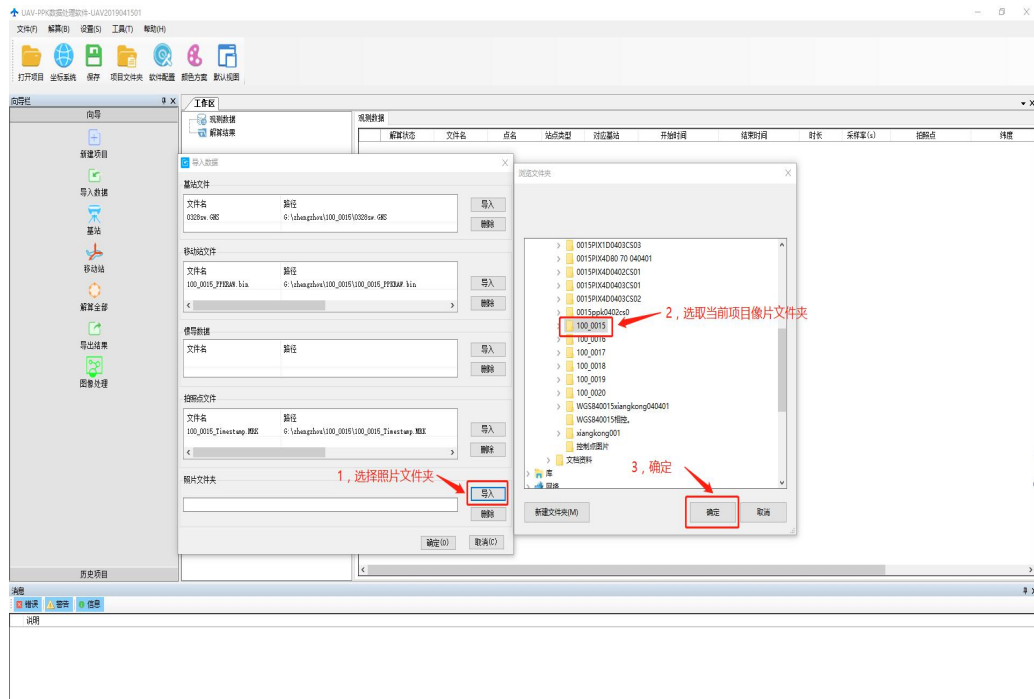 UAV-PPK数据处理软件-UAV2019041501
文件(F) 解算(B) 设置(S) 工具(T) 帮助(H)
打开项目 坐标系统 保存 项目文件夹 软件配置 颜色方案 默认视图
向导栏
向导
新建项目
导入数据
基站
移动站
解算全部
导出结果
图像处理
历史项目
工作区
观测数据
解算结果
观测数据
解算状态 文件名 点名 站点类型 对应基站 开始时间 结束时间 时长 采样率(s) 拍照点 纬度
导入数据
基站文件
文件名 路径
0328sw.GNS G:\zhengzhou\100_0015\0328sw.GNS
导入
删除
移动站文件
文件名 路径
100_0015_PPKRAW.bin G:\zhengzhou\100_0015\100_0015_PPKRAW.bin
导入
删除
惯导数据
文件名 路径
导入
删除
拍照点文件
文件名 路径
100_0015_Timestamp.MRK G:\zhengzhou\100_0015\100_0015_Timestamp.MRK
导入
删除
照片文件夹
1，选择照片文件夹
导入
删除
确定(O) 取消(C)
浏览文件夹
0015PIX1D0403CS03
0015PIX4D80 70 040401
0015PIX4D0402CS01
0015PIX4D0403CS01
0015PIX4D0403CS02
0015ppk0402cs0
100_0015
2，选取当前项目像片文件夹
100_0016
100_0017
100_0018
100_0019
100_0020
WGS840015xiangkong040401
WGS840015相控。
xiangkong001
控制点图片
文档资料
库
网络
3，确定
新建文件夹(M) 确定 取消
消息
错误 警告 信息
说明